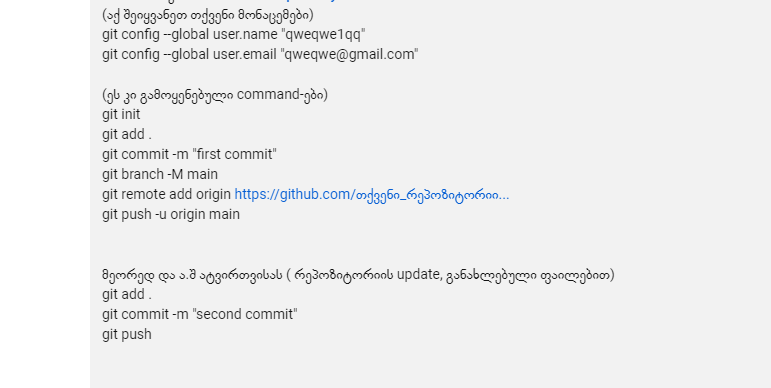 (აქ შეიყვანეთ თქვენი მონაცემები)
git config --global user.name "qweqwe1qq"
git config --global user.email "qweqwe@gmail.com"
(ეს კი გამოყენებული command-ები)
git init
git add .
git commit -m "first commit"
git branch -M main
git remote add origin https://github.com/თქვენი_რეპოზიტორიი...
git push -u origin main
მეორედ და ა.შ ატვირთვისას ( რეპოზიტორიის update, განახლებული ფაილებით)
git add .
git commit -m "second commit"
git push